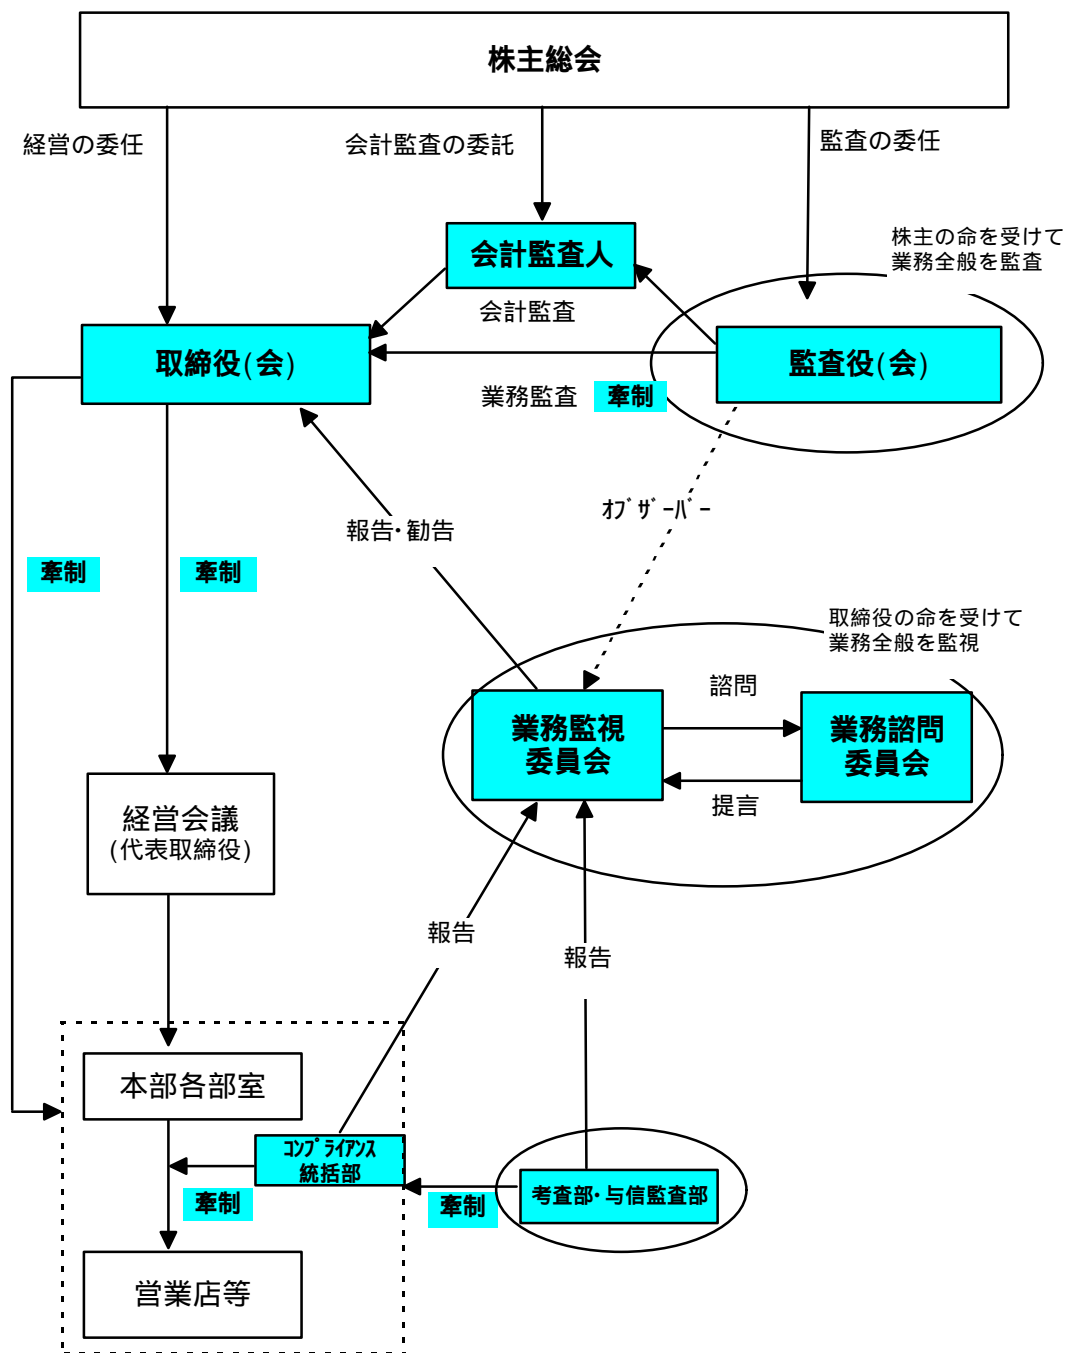 株主総会
経営の委任
会計監査の委託
監査の委任
株主の命を受けて
業務全般を監査
会計監査人
会計監査
取締役(会)
監査役(会)
業務監査
牽制
オブザーバー
報告・勧告
牽制
牽制
取締役の命を受けて
業務全般を監視
諮問
業務監視
委員会
業務諮問
委員会
提言
経営会議
(代表取締役)
報告
報告
本部各部室
コンプライアンス
統括部
考査部・与信監査部
牽制
牽制
営業店等